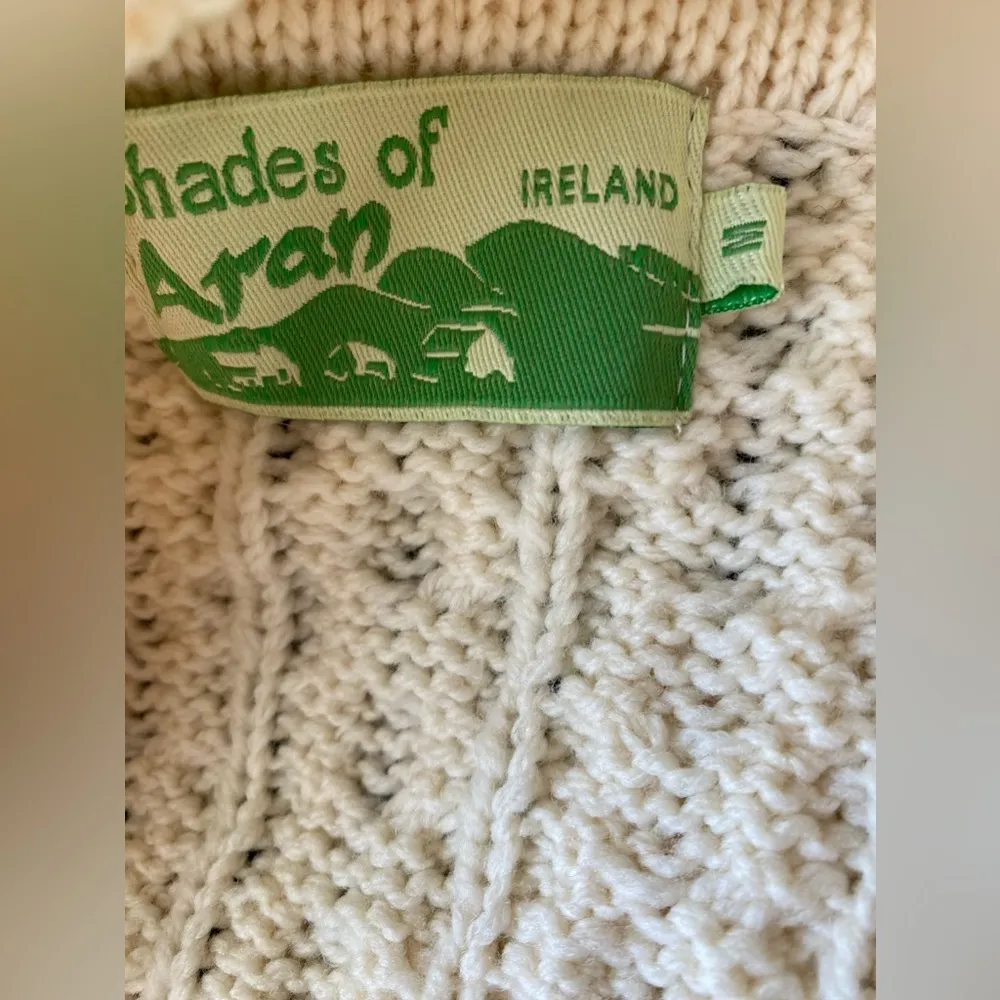 Shades of
Aran
IRELAND
M